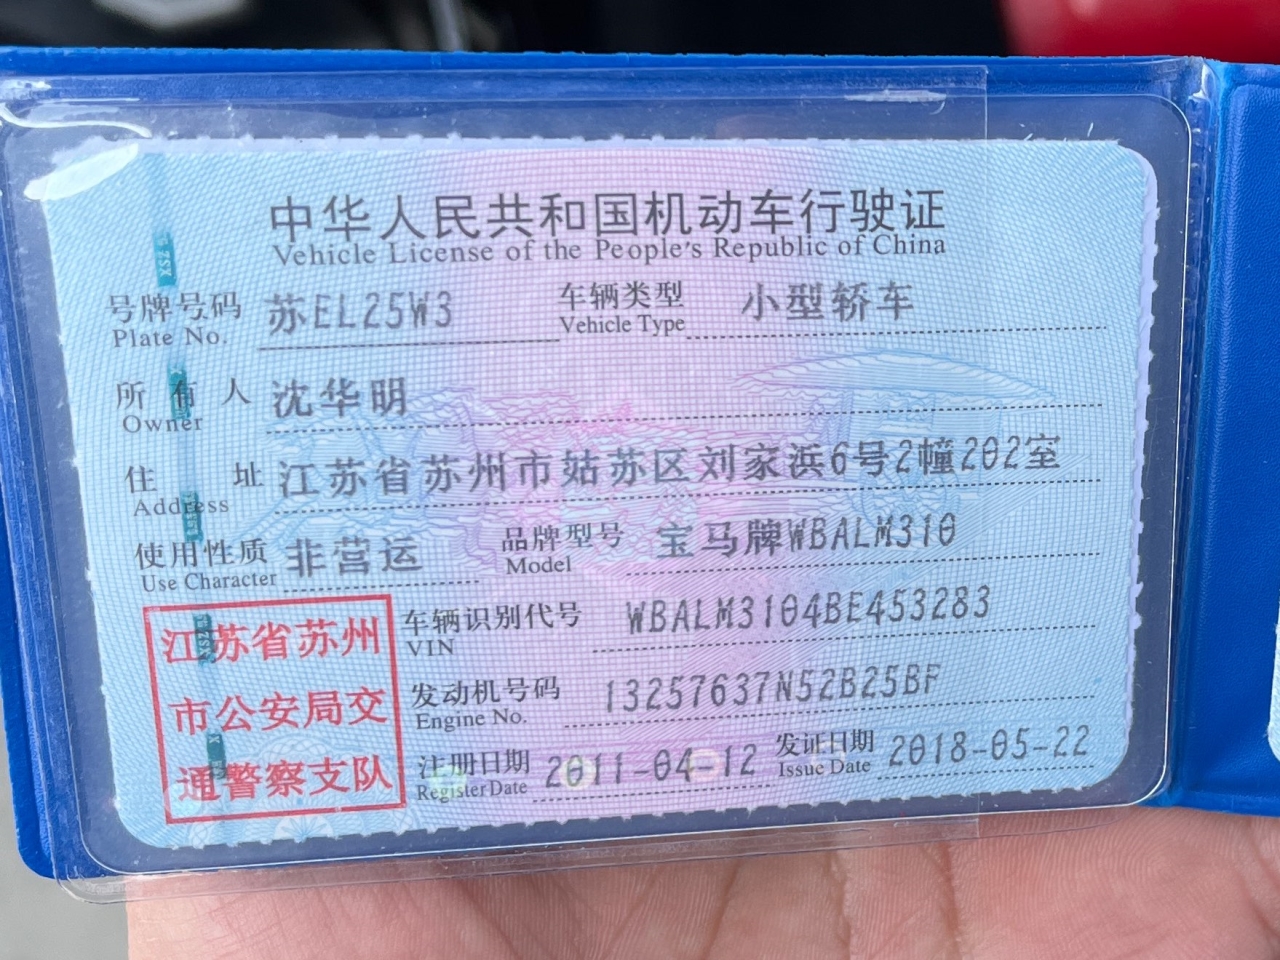 中华人民共和国机动车行驶证
Vehicle License of the People's Republic of China
号牌号码 苏EL25W3 车辆类型 小型轿车
Plate No. Vehicle Type
所有人 沈华明
Owner
住址 江苏省苏州市姑苏区刘家浜6号2幢202室
Address
使用性质 非营运 品牌型号 宝马牌WBALM310
Use Character Model
江苏省苏州
市公安局交
通警察支队
车辆识别代号 WBALM3104BE453283
VIN
发动机号码 13257637N52B25BF
Engine No.
注册日期 2011-04-12 发证日期 2018-05-22
Register Date Issue Date